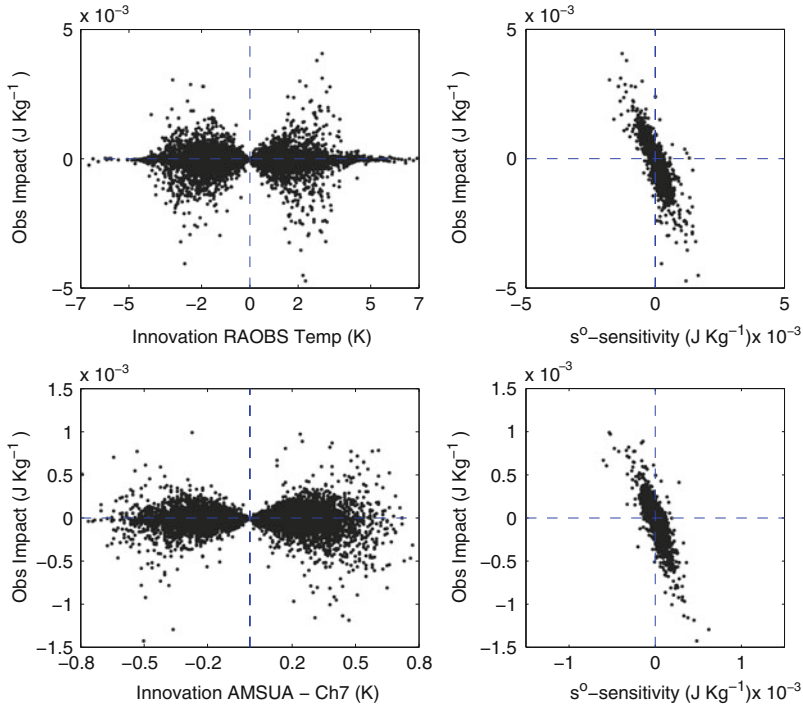 x 10⁻³
5
0
−5
Obs Impact (J Kg⁻¹)
−7 −5 −2 0 2 5 7
Innovation RAOBS Temp (K)
x 10⁻³
5
0
−5
Obs Impact (J Kg⁻¹)
−5 0 5
sᵒ−sensitivity (J Kg⁻¹)x 10⁻³
x 10⁻³
1.5
1
0.5
0
−0.5
−1
−1.5
Obs Impact (J Kg⁻¹ )
−0.8 −0.5 −0.2 0.2 0.5 0.8
Innovation AMSUA − Ch7 (K)
x 10⁻³
1.5
1
0.5
0
−0.5
−1
−1.5
Obs Impact (J Kg⁻¹ )
−1 0 1
sᵒ−sensitivity (J Kg⁻¹)x 10⁻³